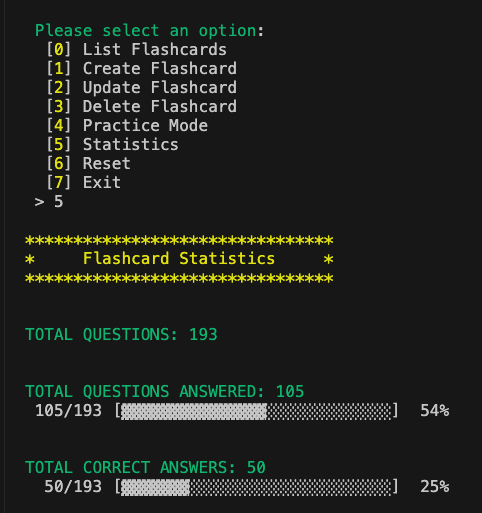 Please select an option:
[0] List Flashcards
[1] Create Flashcard
[2] Update Flashcard
[3] Delete Flashcard
[4] Practice Mode
[5] Statistics
[6] Reset
[7] Exit
> 5
********************************
*     Flashcard Statistics     *
********************************
TOTAL QUESTIONS: 193
TOTAL QUESTIONS ANSWERED: 105
105/193 [▓▓▓▓▓▓▓▓▓▓▓▓▓▓▓░░░░░░░░░░░░░] 54%
TOTAL CORRECT ANSWERS: 50
50/193 [▓▓▓▓▓▓▓░░░░░░░░░░░░░░░░░░░░░] 25%